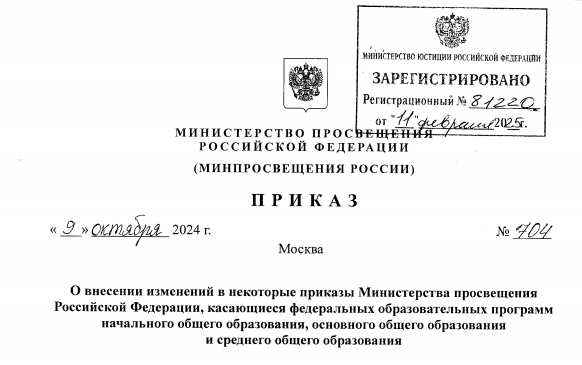 МИНИСТЕРСТВО ЮСТИЦИИ РОССИЙСКОЙ ФЕДЕРАЦИИ
ЗАРЕГИСТРИРОВАНО
Регистрационный № 81220
от "11" февраля 2025г.
МИНИСТЕРСТВО ПРОСВЕЩЕНИЯ
РОССИЙСКОЙ ФЕДЕРАЦИИ
(МИНПРОСВЕЩЕНИЯ РОССИИ)
ПРИКАЗ
« 9 » октября 2024 г.
№ 704
Москва
О внесении изменений в некоторые приказы Министерства просвещения
Российской Федерации, касающиеся федеральных образовательных программ
начального общего образования, основного общего образования
и среднего общего образования